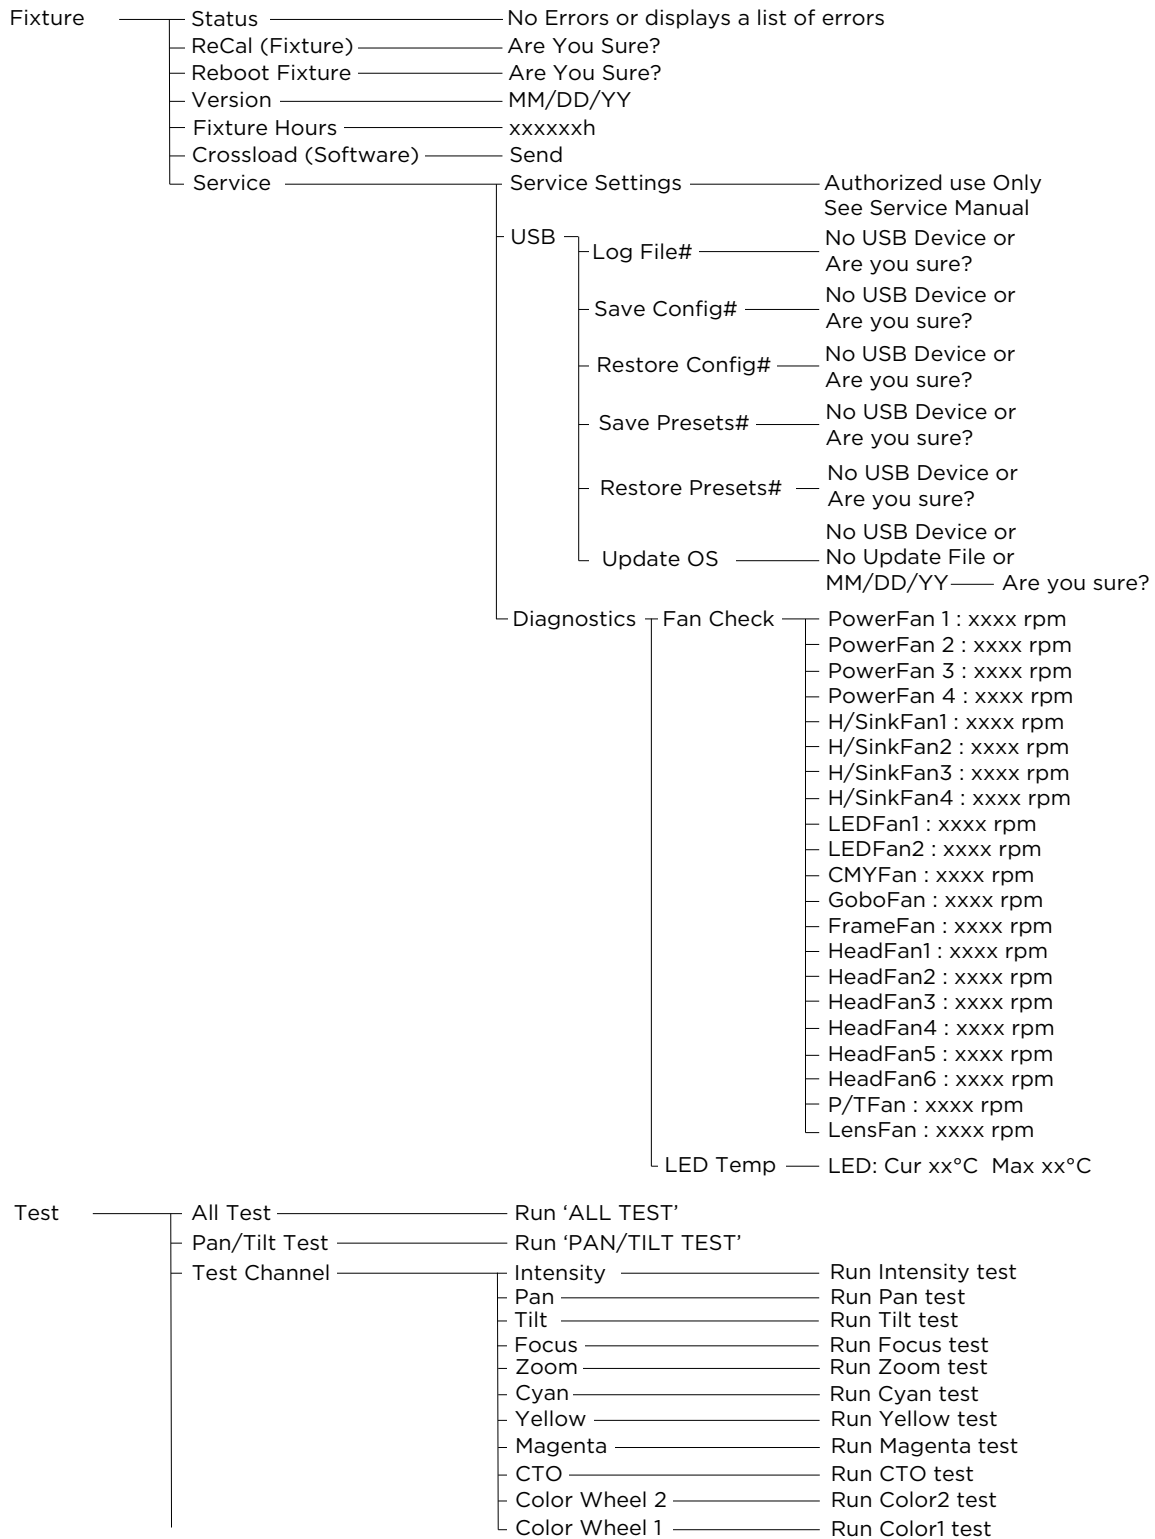 Fixture Status No Errors or displays a list of errors
ReCal (Fixture) Are You Sure?
Reboot Fixture Are You Sure?
Version MM/DD/YY
Fixture Hours xxxxxxh
Crossload (Software) Send
Service Service Settings Authorized use Only
See Service Manual
USB
Log File# No USB Device or
Are you sure?
Save Config# No USB Device or
Are you sure?
Restore Config# No USB Device or
Are you sure?
Save Presets# No USB Device or
Are you sure?
Restore Presets# No USB Device or
Are you sure?
Update OS No USB Device or
No Update File or
MM/DD/YY Are you sure?
Diagnostics Fan Check PowerFan 1 : xxxx rpm
PowerFan 2 : xxxx rpm
PowerFan 3 : xxxx rpm
PowerFan 4 : xxxx rpm
H/SinkFan1 : xxxx rpm
H/SinkFan2 : xxxx rpm
H/SinkFan3 : xxxx rpm
H/SinkFan4 : xxxx rpm
LEDFan1 : xxxx rpm
LEDFan2 : xxxx rpm
CMYFan : xxxx rpm
GoboFan : xxxx rpm
FrameFan : xxxx rpm
HeadFan1 : xxxx rpm
HeadFan2 : xxxx rpm
HeadFan3 : xxxx rpm
HeadFan4 : xxxx rpm
HeadFan5 : xxxx rpm
HeadFan6 : xxxx rpm
P/TFan : xxxx rpm
LensFan : xxxx rpm
LED Temp LED: Cur xx°C Max xx°C
Test All Test Run ‘ALL TEST’
Pan/Tilt Test Run ‘PAN/TILT TEST’
Test Channel Intensity Run Intensity test
Pan Run Pan test
Tilt Run Tilt test
Focus Run Focus test
Zoom Run Zoom test
Cyan Run Cyan test
Yellow Run Yellow test
Magenta Run Magenta test
CTO Run CTO test
Color Wheel 2 Run Color2 test
Color Wheel 1 Run Color1 test